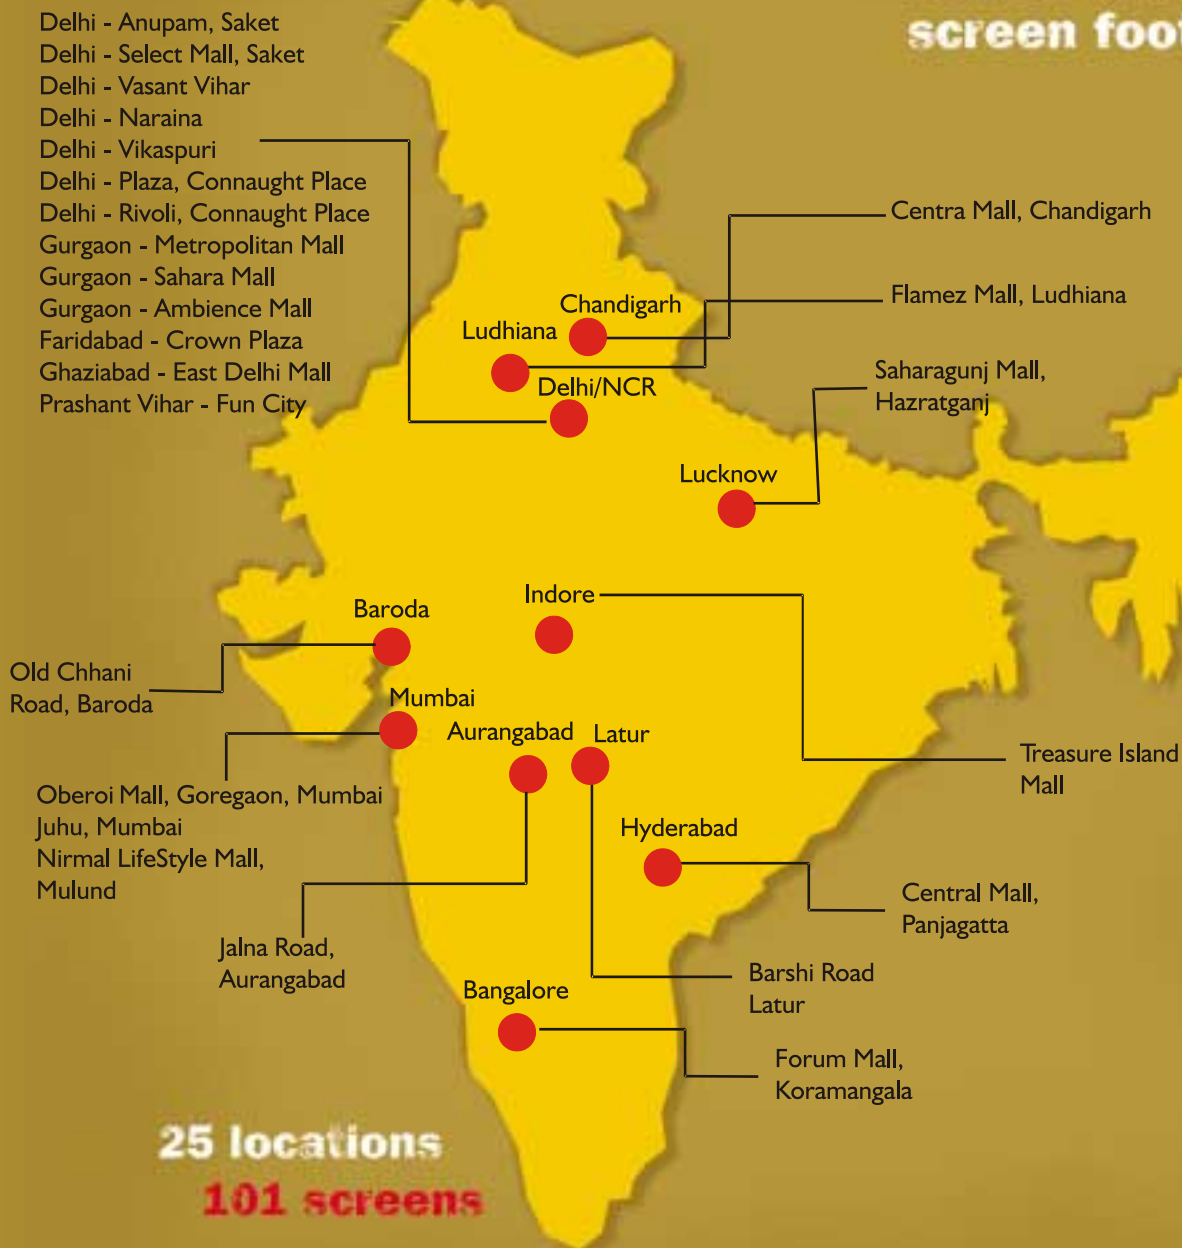 screen foot
Delhi - Anupam, Saket
Delhi - Select Mall, Saket
Delhi - Vasant Vihar
Delhi - Naraina
Delhi - Vikaspuri
Delhi - Plaza, Connaught Place
Delhi - Rivoli, Connaught Place
Gurgaon - Metropolitan Mall
Gurgaon - Sahara Mall
Gurgaon - Ambience Mall
Faridabad - Crown Plaza
Ghaziabad - East Delhi Mall
Prashant Vihar - Fun City
Centra Mall, Chandigarh
Flamez Mall, Ludhiana
Chandigarh
Ludhiana
Delhi/NCR
Saharagunj Mall,
Hazratganj
Lucknow
Indore
Baroda
Old Chhani
Road, Baroda
Mumbai
Aurangabad
Latur
Treasure Island
Mall
Oberoi Mall, Goregaon, Mumbai
Juhu, Mumbai
Nirmal LifeStyle Mall,
Mulund
Hyderabad
Central Mall,
Panjagatta
Jalna Road,
Aurangabad
Barshi Road
Latur
Bangalore
Forum Mall,
Koramangala
25 locations
101 screens